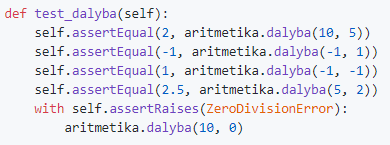 def test_dalyba(self):
    self.assertEqual(2, aritmetika.dalyba(10, 5))
    self.assertEqual(-1, aritmetika.dalyba(-1, 1))
    self.assertEqual(1, aritmetika.dalyba(-1, -1))
    self.assertEqual(2.5, aritmetika.dalyba(5, 2))
    with self.assertRaises(ZeroDivisionError):
        aritmetika.dalyba(10, 0)